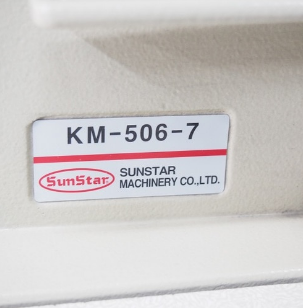 KM-506-7
SunStar
SUNSTAR
MACHINERY CO.,LTD.